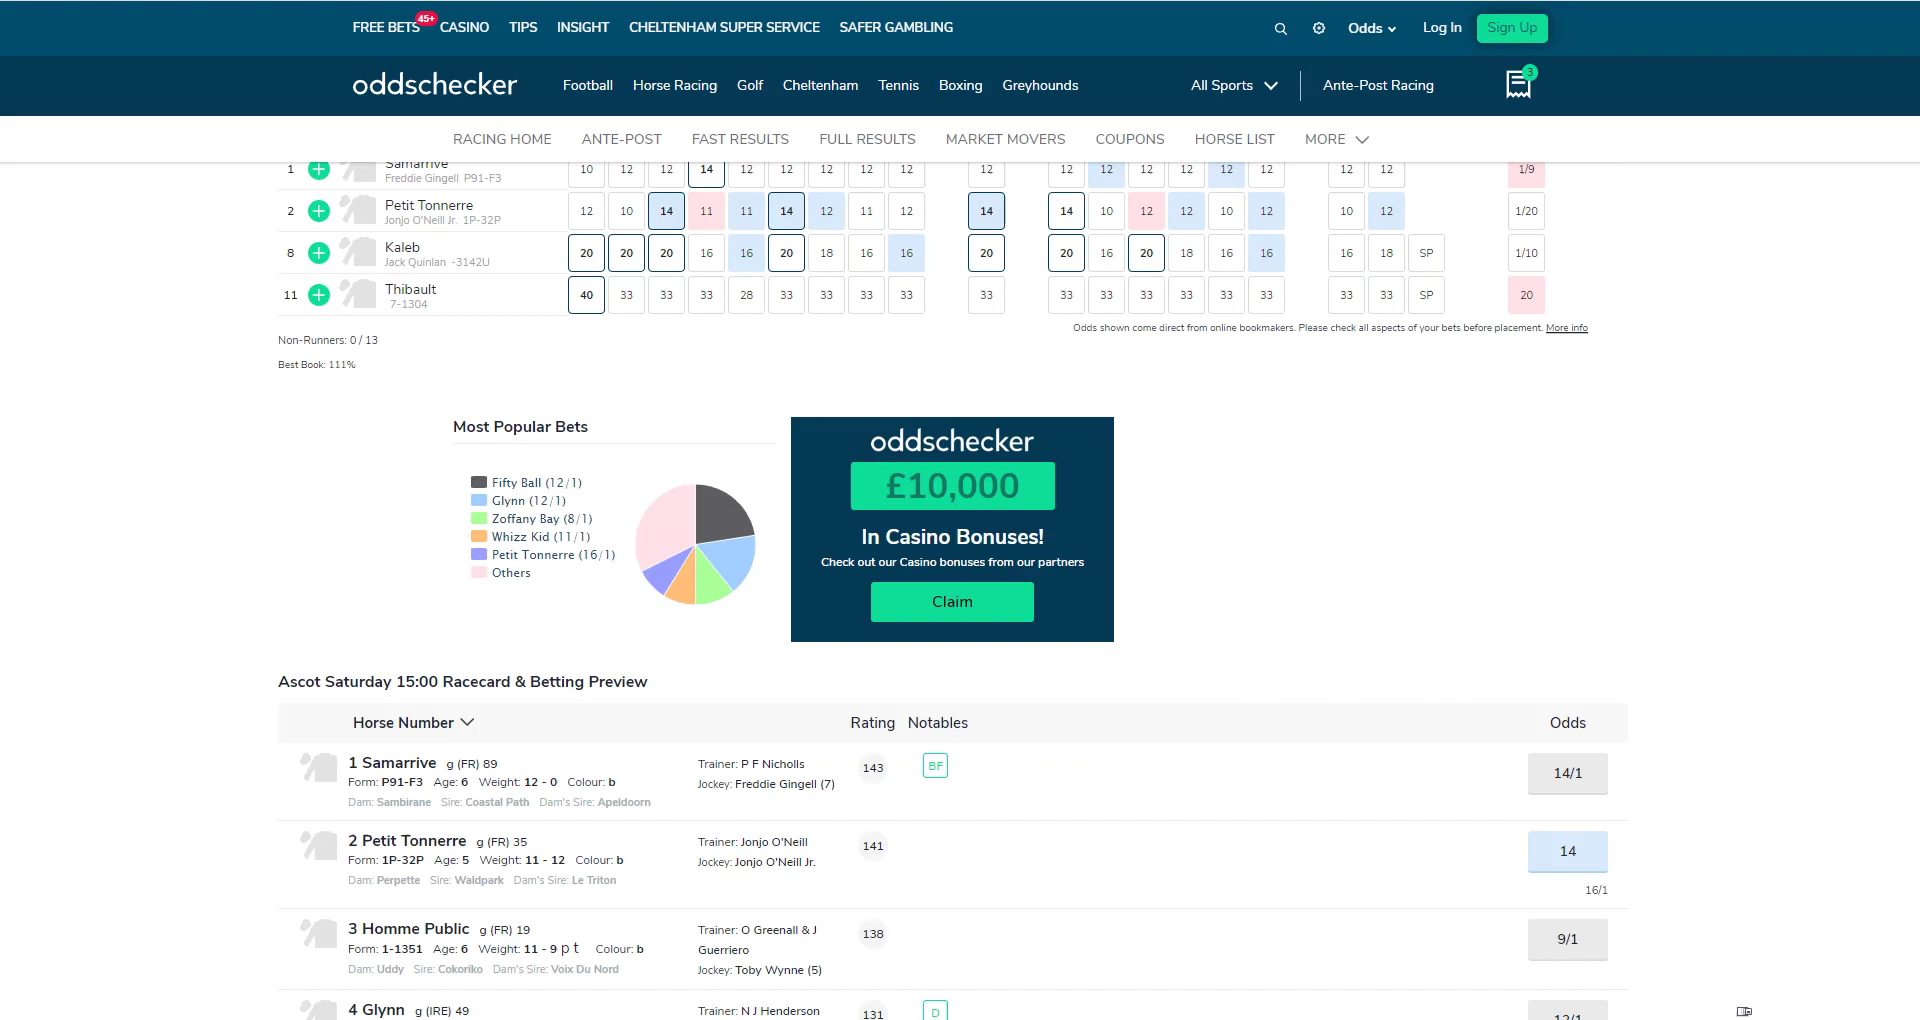 FREE BETS 45+ CASINO TIPS INSIGHT CHELTENHAM SUPER SERVICE SAFER GAMBLING Odds Log In Sign Up
oddschecker Football Horse Racing Golf Cheltenham Tennis Boxing Greyhounds All Sports Ante-Post Racing 3
RACING HOME ANTE-POST FAST RESULTS FULL RESULTS MARKET MOVERS COUPONS HORSE LIST MORE
1 Samarrive 10 12 12 14 12 12 12 12 12 12 12 12 12 12 12 12 12 12 1/9
Freddie Gingell P91-F3
2 Petit Tonnerre 12 10 14 11 11 14 12 11 12 14 14 10 12 12 10 12 10 12 1/20
Jonjo O'Neill Jr. 1P-32P
8 Kaleb 20 20 20 16 16 20 18 16 16 20 20 16 20 18 16 16 16 18 SP 1/10
Jack Quinlan -3142U
11 Thibault 40 33 33 33 28 33 33 33 33 33 33 33 33 33 33 33 33 33 SP 20
7-1304
Odds shown come direct from online bookmakers. Please check all aspects of your bets before placement. More info
Non-Runners: 0 / 13
Best Book: 111%
Most Popular Bets
Fifty Ball (12/1)
Glynn (12/1)
Zoffany Bay (8/1)
Whizz Kid (11/1)
Petit Tonnerre (16/1)
Others
oddschecker
£10,000
In Casino Bonuses!
Check out our Casino bonuses from our partners
Claim
Ascot Saturday 15:00 Racecard & Betting Preview
Horse Number Rating Notables Odds
1 Samarrive g (FR) 89
Form: P91-F3 Age: 6 Weight: 12 - 0 Colour: b
Dam: Sambirane Sire: Coastal Path Dam's Sire: Apeldoorn
Trainer: P F Nicholls
Jockey: Freddie Gingell (7)
143 BF 14/1
2 Petit Tonnerre g (FR) 35
Form: 1P-32P Age: 5 Weight: 11 - 12 Colour: b
Dam: Perpette Sire: Waldpark Dam's Sire: Le Triton
Trainer: Jonjo O'Neill
Jockey: Jonjo O'Neill Jr.
141 14
16/1
3 Homme Public g (FR) 19
Form: 1-1351 Age: 6 Weight: 11 - 9 p t Colour: b
Dam: Uddy Sire: Cokoriko Dam's Sire: Voix Du Nord
Trainer: O Greenall & J
Guerriero
Jockey: Toby Wynne (5)
138 9/1
4 Glynn g (IRE) 49
Trainer: N J Henderson
131 D 12/1